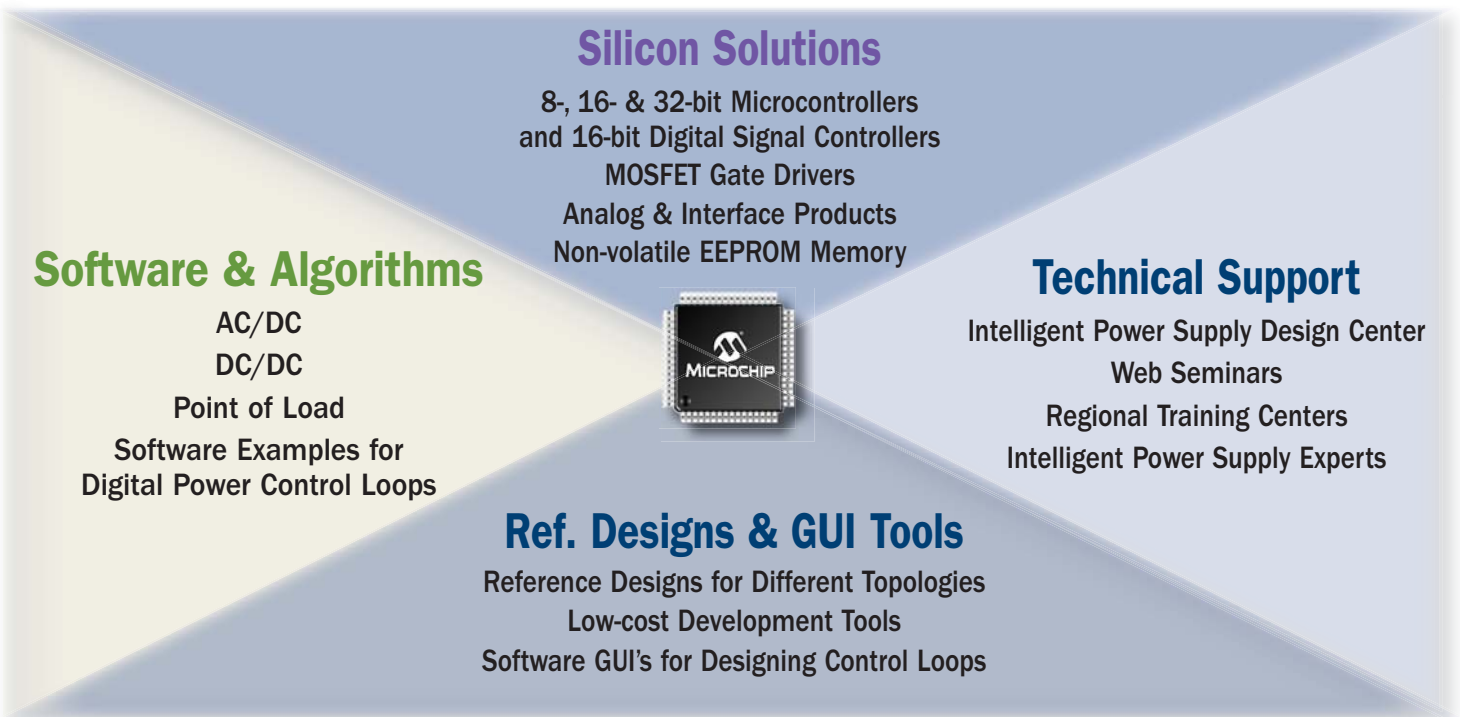 Silicon Solutions
8-, 16- & 32-bit Microcontrollers
and 16-bit Digital Signal Controllers
MOSFET Gate Drivers
Analog & Interface Products
Non-volatile EEPROM Memory
Software & Algorithms
AC/DC
DC/DC
Point of Load
Software Examples for
Digital Power Control Loops
MICROCHIP
Technical Support
Intelligent Power Supply Design Center
Web Seminars
Regional Training Centers
Intelligent Power Supply Experts
Ref. Designs & GUI Tools
Reference Designs for Different Topologies
Low-cost Development Tools
Software GUI's for Designing Control Loops